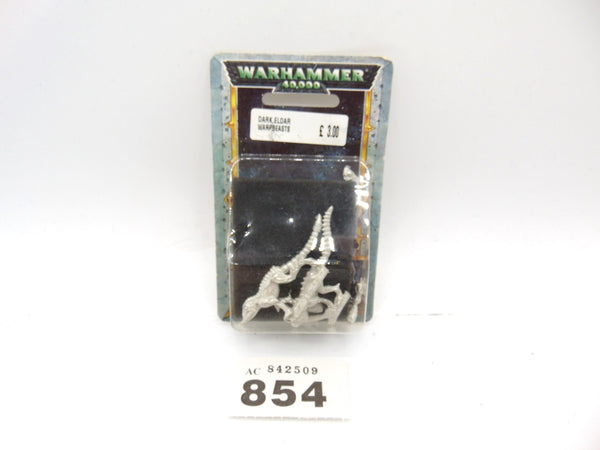 WARHAMMER
40,000
DARK ELDAR
WARPBEASTS £ 3.00
AC 842509
854